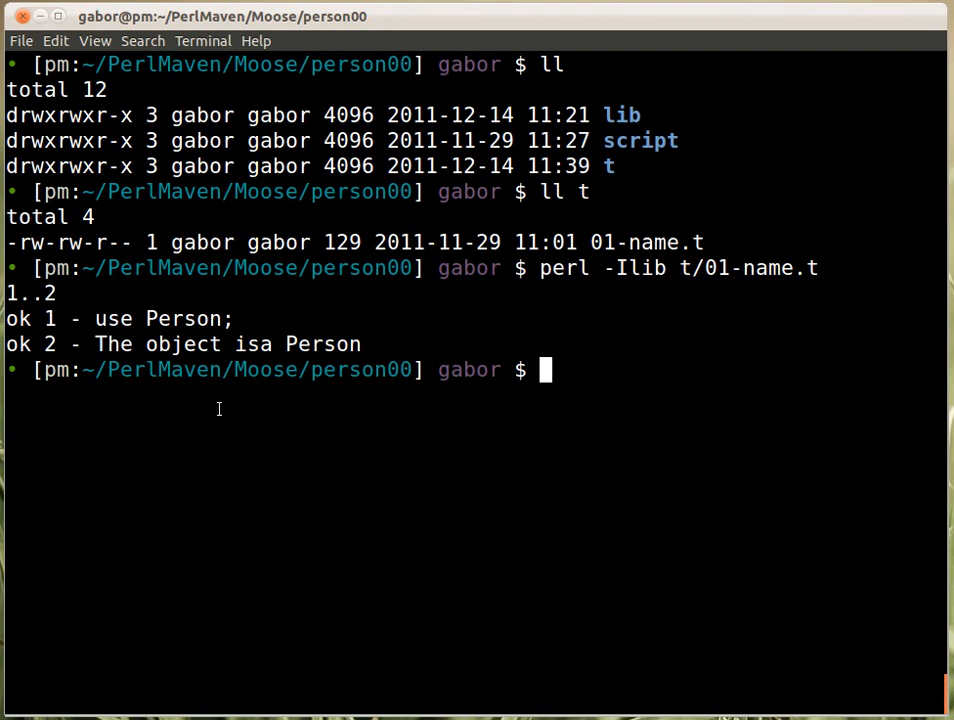 gabor@pm:~/PerlMaven/Moose/person00
File Edit View Search Terminal Help
• [pm:~/PerlMaven/Moose/person00] gabor $ ll
total 12
drwxrwxr-x 3 gabor gabor 4096 2011-12-14 11:21 lib
drwxrwxr-x 3 gabor gabor 4096 2011-11-29 11:27 script
drwxrwxr-x 3 gabor gabor 4096 2011-12-14 11:39 t
• [pm:~/PerlMaven/Moose/person00] gabor $ ll t
total 4
-rw-rw-r-- 1 gabor gabor 129 2011-11-29 11:01 01-name.t
• [pm:~/PerlMaven/Moose/person00] gabor $ perl -Ilib t/01-name.t
1..2
ok 1 - use Person;
ok 2 - The object isa Person
• [pm:~/PerlMaven/Moose/person00] gabor $